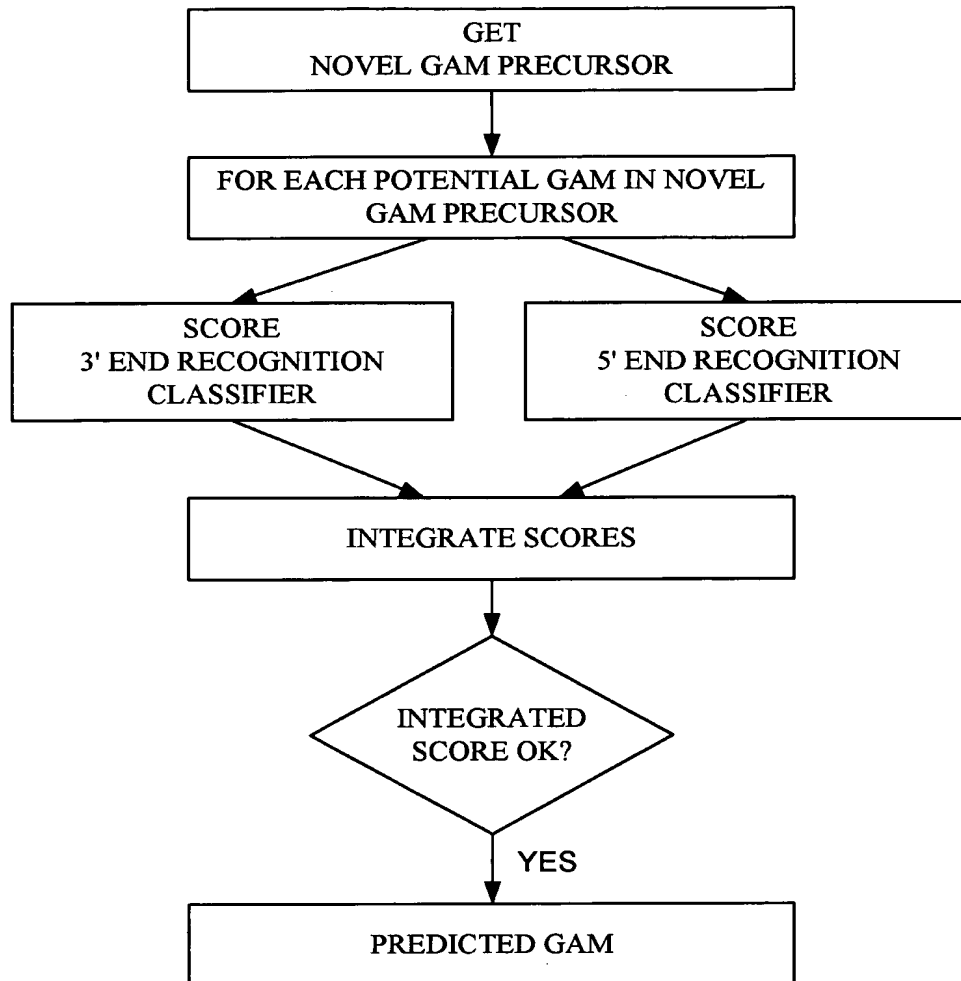 GET
NOVEL GAM PRECURSOR
FOR EACH POTENTIAL GAM IN NOVEL
GAM PRECURSOR
SCORE
3' END RECOGNITION
CLASSIFIER
SCORE
5' END RECOGNITION
CLASSIFIER
INTEGRATE SCORES
INTEGRATED
SCORE OK?
YES
PREDICTED GAM